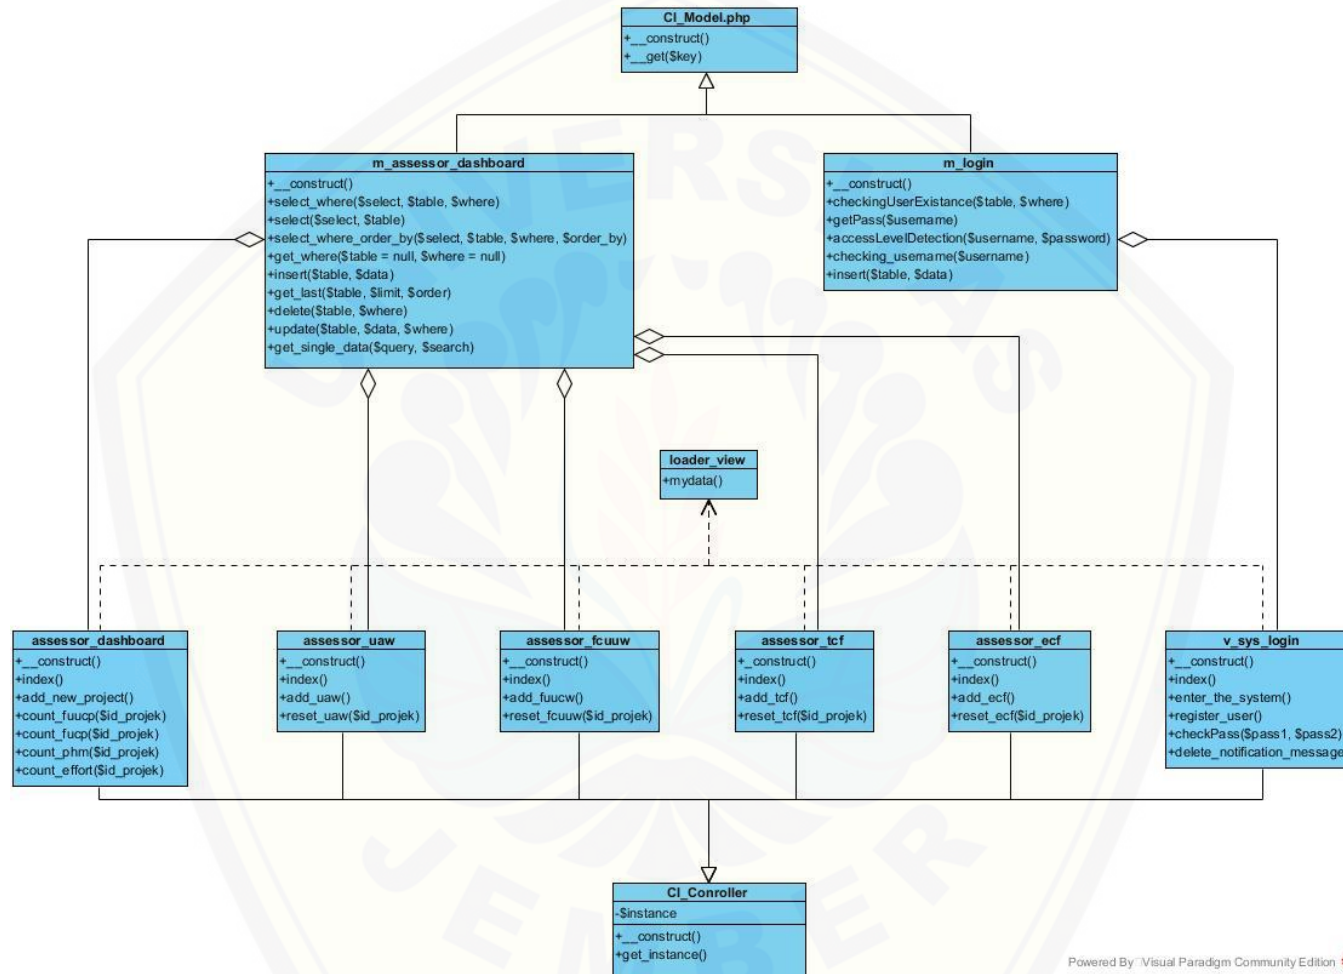 CI_Model.php
+__construct()
+__get($key)
m_assessor_dashboard
+__construct()
+select_where($select, $table, $where)
+select($select, $table)
+select_where_order_by($select, $table, $where, $order_by)
+get_where($table = null, $where = null)
+insert($table, $data)
+get_last($table, $limit, $order)
+delete($table, $where)
+update($table, $data, $where)
+get_single_data($query, $search)
m_login
+__construct()
+checkingUserExistance($table, $where)
+getPass($username)
+accessLevelDetection($username, $password)
+checking_username($username)
+insert($table, $data)
loader_view
+mydata()
assessor_dashboard
+__construct()
+index()
+add_new_project()
+count_fuucp($id_projek)
+count_fucp($id_projek)
+count_phm($id_projek)
+count_effort($id_projek)
assessor_uaw
+__construct()
+index()
+add_uaw()
+reset_uaw($id_projek)
assessor_fcuuw
+__construct()
+index()
+add_fuucw()
+reset_fcuuw($id_projek)
assessor_tcf
+_construct()
+index()
+add_tcf()
+reset_tcf($id_projek)
assessor_ecf
+__construct()
+index()
+add_ecf()
+reset_ecf($id_projek)
v_sys_login
+__construct()
+index()
+enter_the_system()
+register_user()
+checkPass($pass1, $pass2)
+delete_notification_message
CI_Conroller
-$instance
+__construct()
+get_instance()
UNIVERSITAS
JEMBER
Powered By Visual Paradigm Community Edition